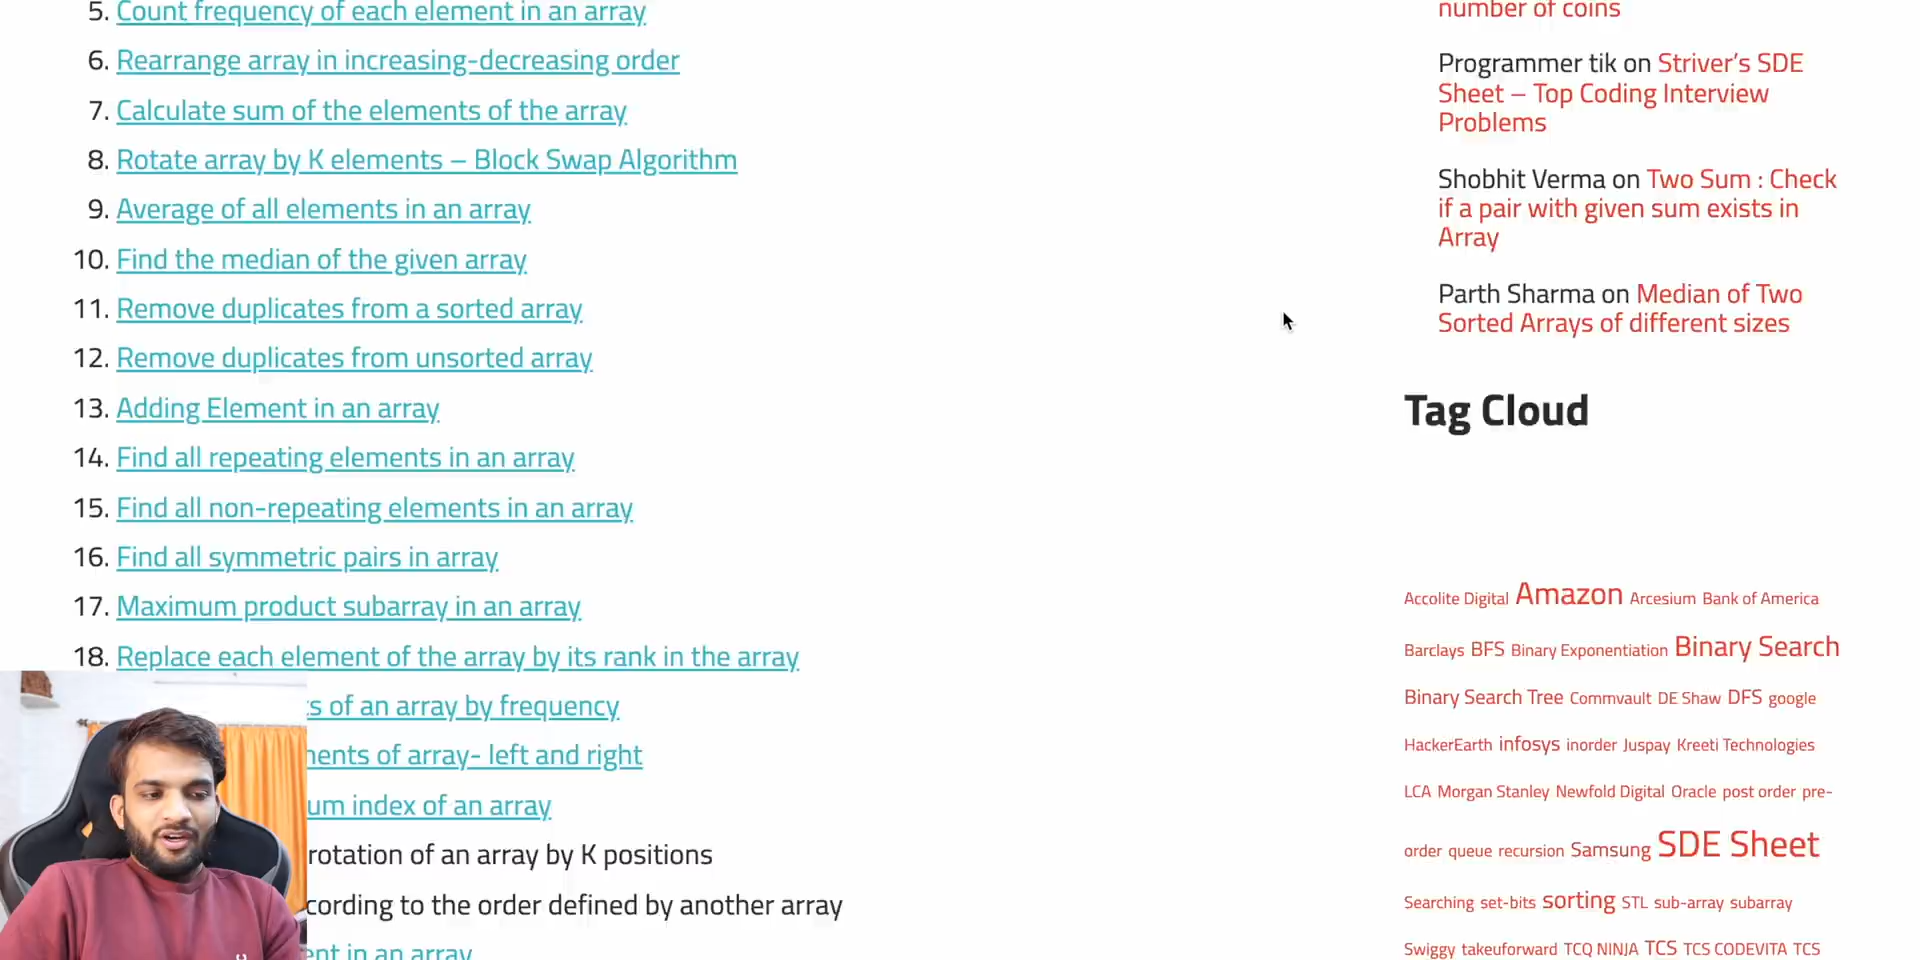 5. Count frequency of each element in an array
6. Rearrange array in increasing-decreasing order
7. Calculate sum of the elements of the array
8. Rotate array by K elements – Block Swap Algorithm
9. Average of all elements in an array
10. Find the median of the given array
11. Remove duplicates from a sorted array
12. Remove duplicates from unsorted array
13. Adding Element in an array
14. Find all repeating elements in an array
15. Find all non-repeating elements in an array
16. Find all symmetric pairs in array
17. Maximum product subarray in an array
18. Replace each element of the array by its rank in the array
of an array by frequency
of array- left and right
index of an array
rotation of an array by K positions
to the order defined by another array
in an array
number of coins
Programmer tik on Striver’s SDE
Sheet – Top Coding Interview
Problems
Shobhit Verma on Two Sum : Check
if a pair with given sum exists in
Array
Parth Sharma on Median of Two
Sorted Arrays of different sizes
Tag Cloud
Accolite Digital Amazon Arcesium Bank of America
Barclays BFS Binary Exponentiation Binary Search
Binary Search Tree Commvault DE Shaw DFS google
HackerEarth infosys inorder Juspay Kreeti Technologies
LCA Morgan Stanley Newfold Digital Oracle post order pre-
order queue recursion Samsung SDE Sheet
Searching set-bits sorting STL sub-array subarray
Swiggy takeuforward TCQ NINJA TCS TCS CODEVITA TCS